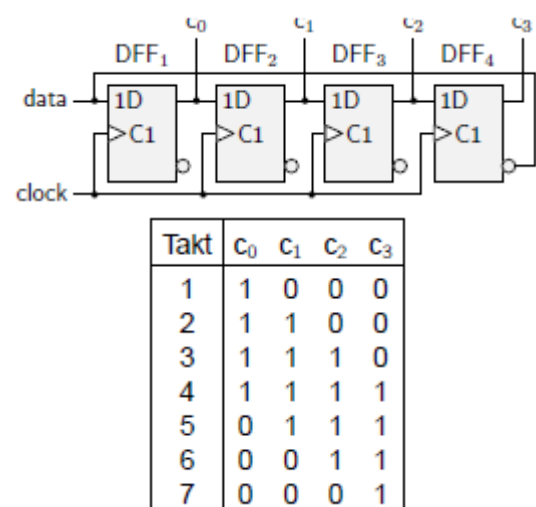 c₀ c₁ c₂ c₃
DFF₁ DFF₂ DFF₃ DFF₄
data 1D 1D 1D 1D
C1 C1 C1 C1
clock
Takt c₀ c₁ c₂ c₃
1 1 0 0 0
2 1 1 0 0
3 1 1 1 0
4 1 1 1 1
5 0 1 1 1
6 0 0 1 1
7 0 0 0 1